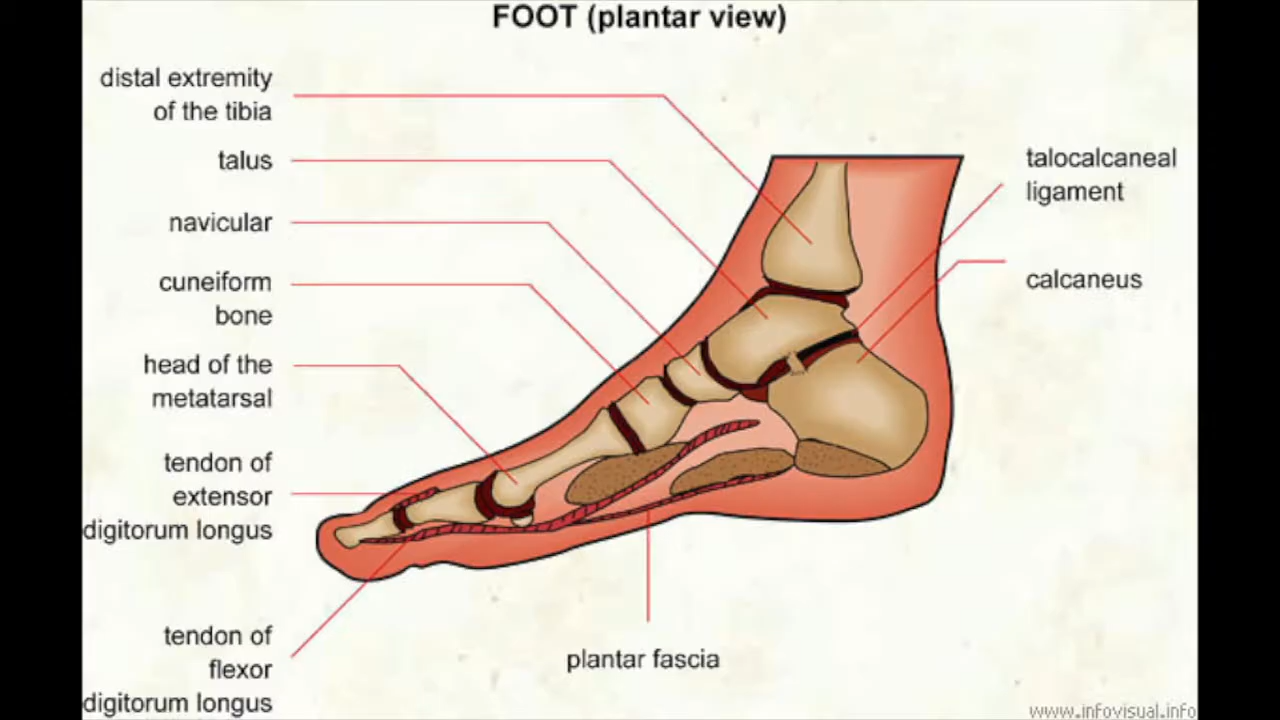 FOOT (plantar view)
distal extremity
of the tibia
talus
navicular
cuneiform
bone
head of the
metatarsal
tendon of
extensor
digitorum longus
tendon of
flexor
digitorum longus
plantar fascia
talocalcaneal
ligament
calcaneus
www.infovisual.info